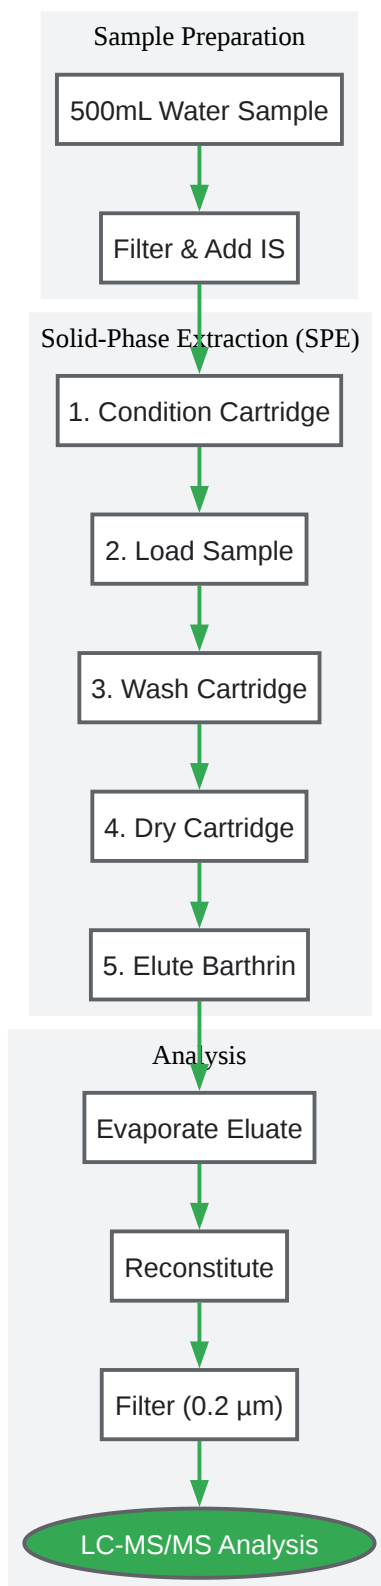 Sample Preparation
500mL Water Sample
Filter & Add IS
Solid-Phase Extraction (SPE)
1. Condition Cartridge
2. Load Sample
3. Wash Cartridge
4. Dry Cartridge
5. Elute Barthrin
Analysis
Evaporate Eluate
Reconstitute
Filter (0.2 µm)
LC-MS/MS Analysis